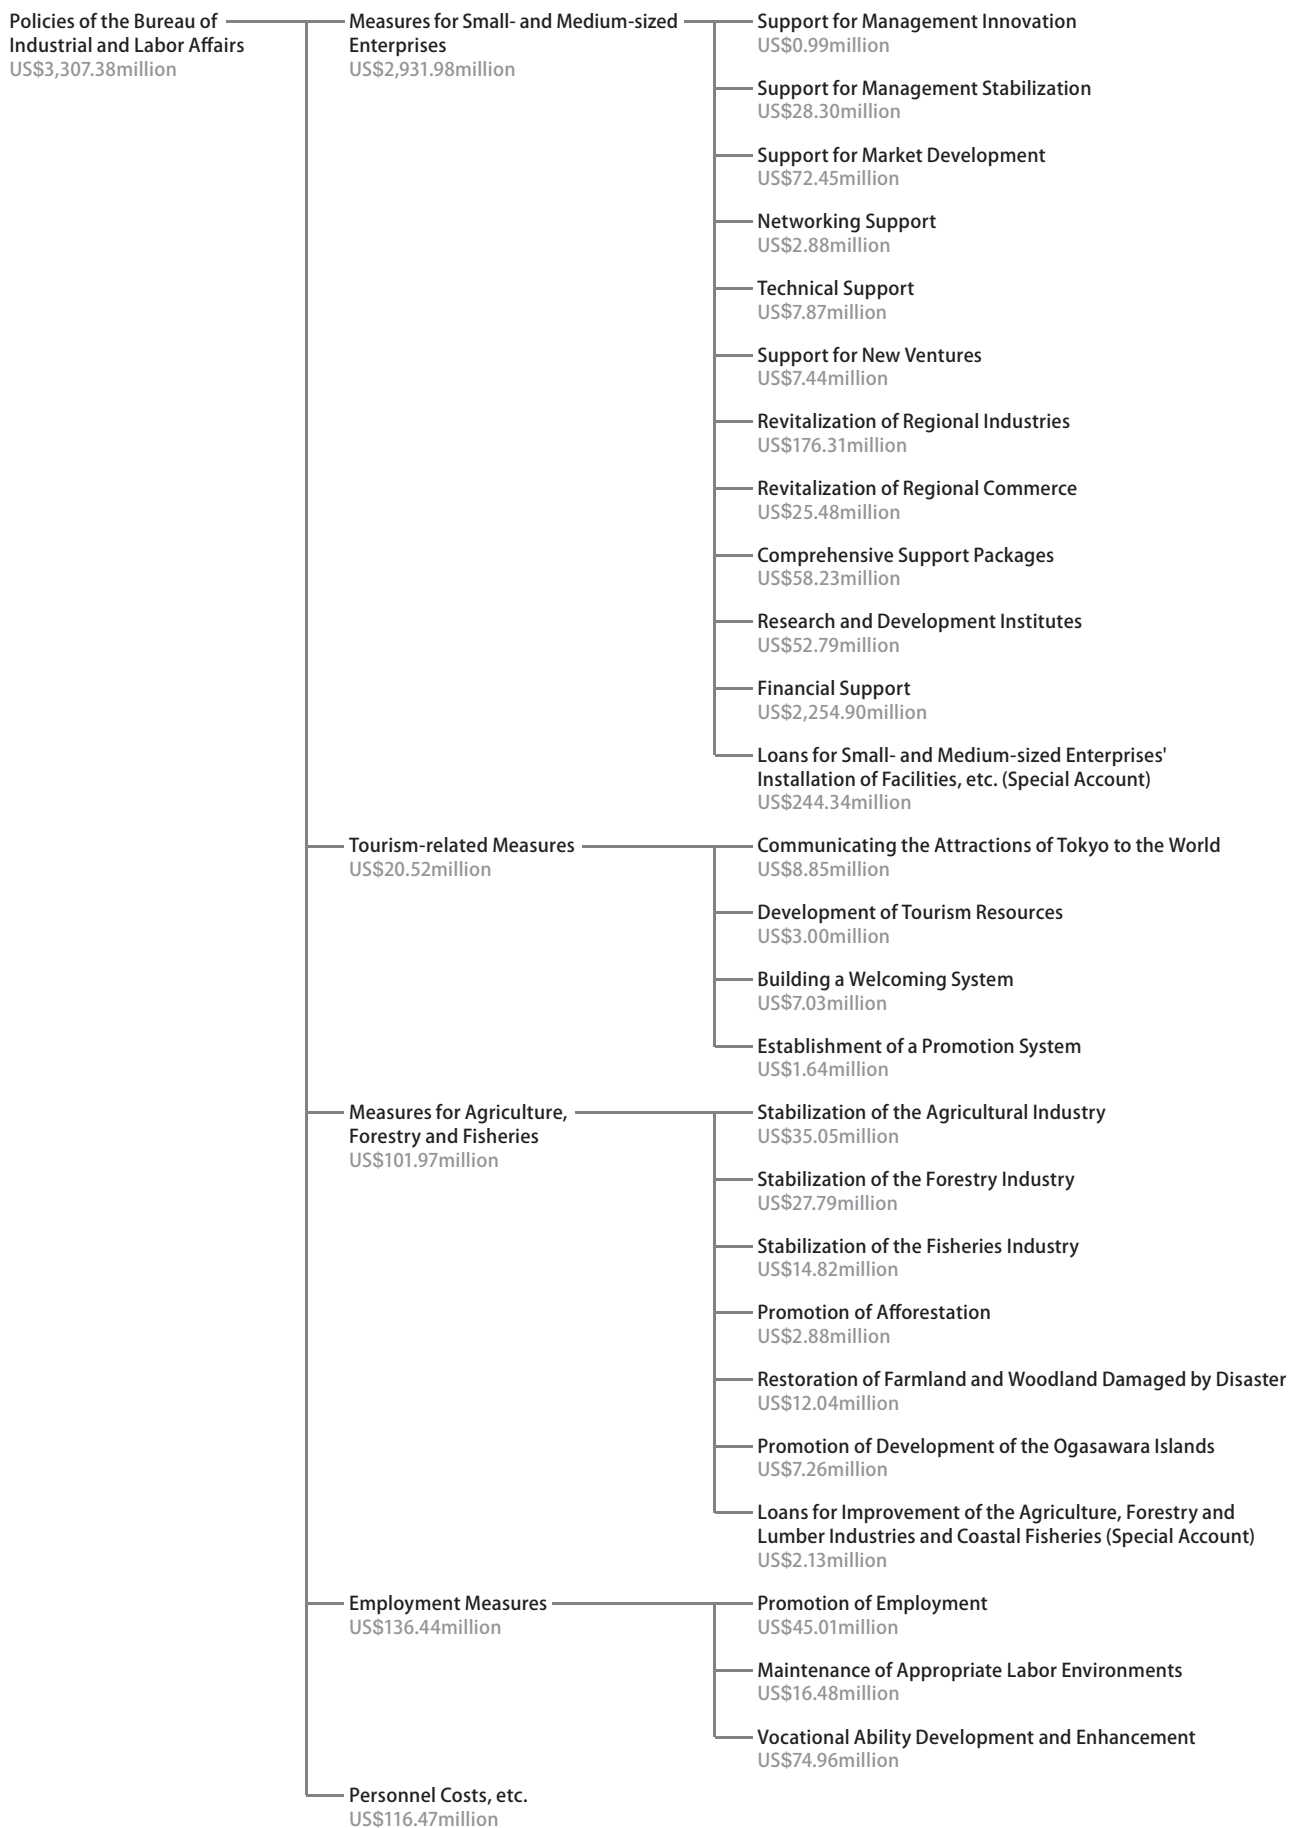 Policies of the Bureau of
Industrial and Labor Affairs
US$3,307.38million
Measures for Small- and Medium-sized
Enterprises
US$2,931.98million
Support for Management Innovation
US$0.99million
Support for Management Stabilization
US$28.30million
Support for Market Development
US$72.45million
Networking Support
US$2.88million
Technical Support
US$7.87million
Support for New Ventures
US$7.44million
Revitalization of Regional Industries
US$176.31million
Revitalization of Regional Commerce
US$25.48million
Comprehensive Support Packages
US$58.23million
Research and Development Institutes
US$52.79million
Financial Support
US$2,254.90million
Loans for Small- and Medium-sized Enterprises'
Installation of Facilities, etc. (Special Account)
US$244.34million
Tourism-related Measures
US$20.52million
Communicating the Attractions of Tokyo to the World
US$8.85million
Development of Tourism Resources
US$3.00million
Building a Welcoming System
US$7.03million
Establishment of a Promotion System
US$1.64million
Measures for Agriculture,
Forestry and Fisheries
US$101.97million
Stabilization of the Agricultural Industry
US$35.05million
Stabilization of the Forestry Industry
US$27.79million
Stabilization of the Fisheries Industry
US$14.82million
Promotion of Afforestation
US$2.88million
Restoration of Farmland and Woodland Damaged by Disaster
US$12.04million
Promotion of Development of the Ogasawara Islands
US$7.26million
Loans for Improvement of the Agriculture, Forestry and
Lumber Industries and Coastal Fisheries (Special Account)
US$2.13million
Employment Measures
US$136.44million
Promotion of Employment
US$45.01million
Maintenance of Appropriate Labor Environments
US$16.48million
Vocational Ability Development and Enhancement
US$74.96million
Personnel Costs, etc.
US$116.47million